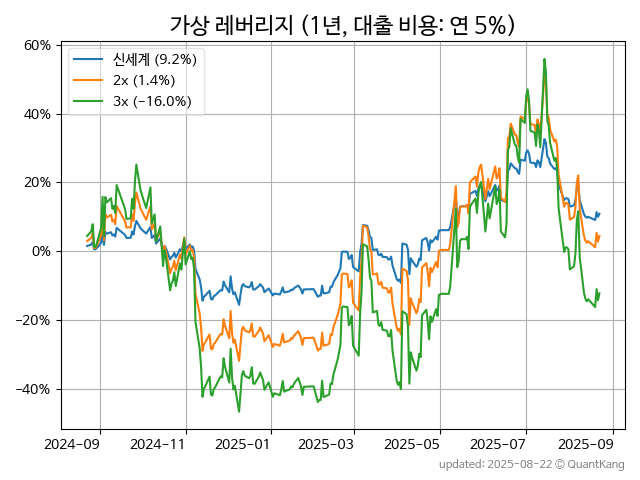 가상 레버리지 (1년, 대출 비용: 연 5%)
신세계 (9.2%)
2x (1.4%)
3x (−16.0%)
60%
40%
20%
0%
−20%
−40%
2024-09 2024-11 2025-01 2025-03 2025-05 2025-07 2025-09
updated: 2025-08-22 © QuantKang